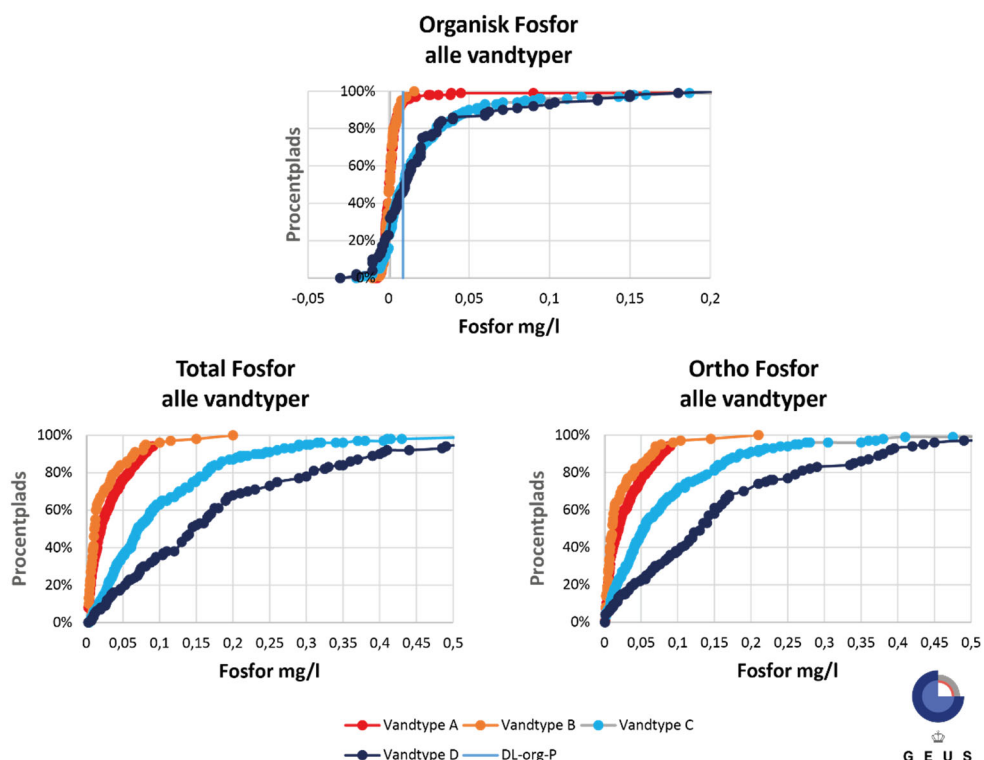 Organisk Fosfor
alle vandtyper
Procentplads
100%
80%
60%
40%
20%
0%
-0,05 0 0,05 0,1 0,15 0,2
Fosfor mg/l
Total Fosfor
alle vandtyper
Procentplads
100%
80%
60%
40%
20%
0%
0 0,05 0,1 0,15 0,2 0,25 0,3 0,35 0,4 0,45 0,5
Fosfor mg/l
Ortho Fosfor
alle vandtyper
Procentplads
100%
80%
60%
40%
20%
0%
0 0,05 0,1 0,15 0,2 0,25 0,3 0,35 0,4 0,45 0,5
Fosfor mg/l
Vandtype A Vandtype B Vandtype C
Vandtype D DL-org-P
G E U S